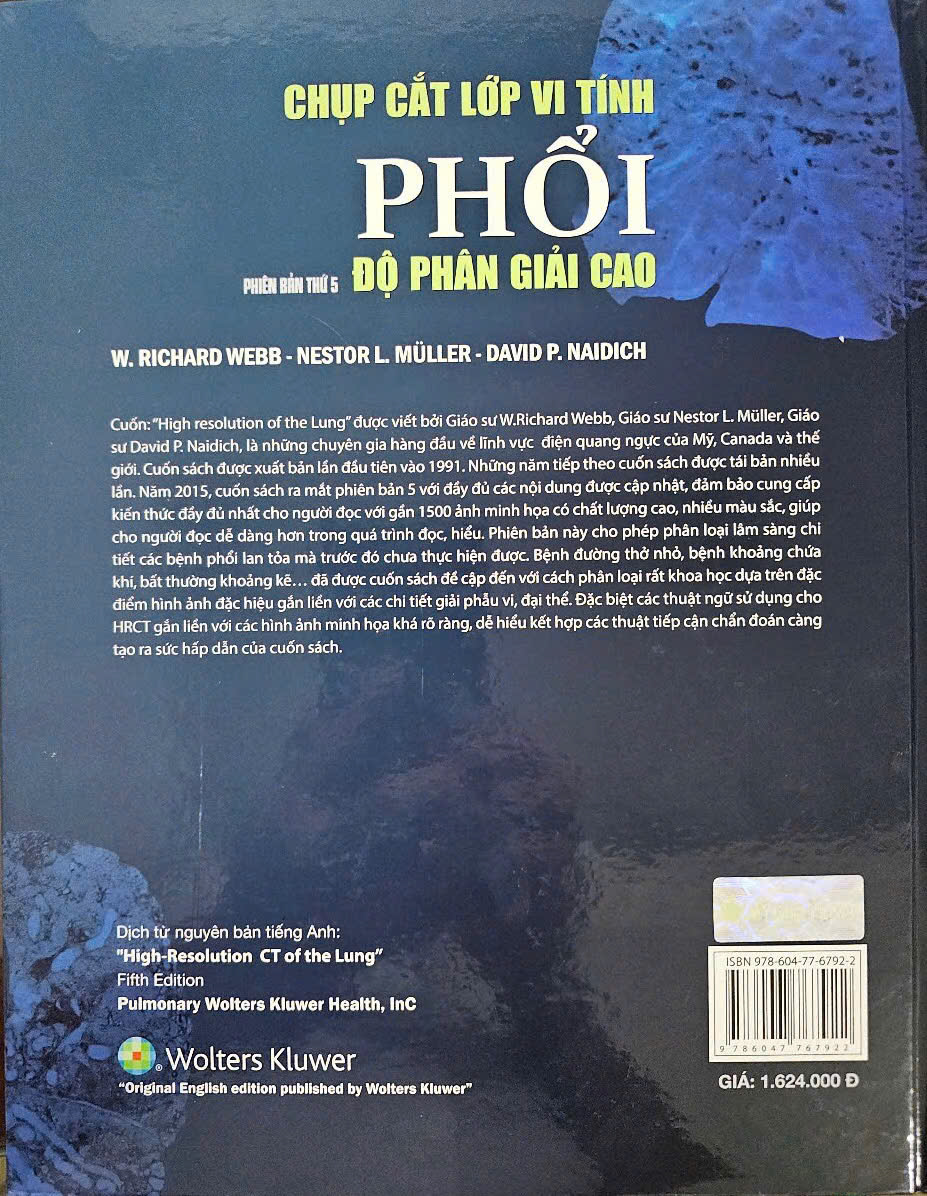 CHỤP CẮT LỚP VI TÍNH
PHỔI
PHIÊN BẢN THỨ 5 ĐỘ PHÂN GIẢI CAO
W. RICHARD WEBB - NESTOR L. MÜLLER - DAVID P. NAIDICH
Cuốn: "High resolution of the Lung" được viết bởi Giáo sư W.Richard Webb, Giáo sư Nestor L. Müller, Giáo
sư David P. Naidich, là những chuyên gia hàng đầu về lĩnh vực điện quang ngực của Mỹ, Canada và thế
giới. Cuốn sách được xuất bản lần đầu tiên vào 1991. Những năm tiếp theo cuốn sách được tái bản nhiều
lần. Năm 2015, cuốn sách ra mắt phiên bản 5 với đầy đủ các nội dung được cập nhật, đảm bảo cung cấp
kiến thức đầy đủ nhất cho người đọc với gần 1500 ảnh minh họa có chất lượng cao, nhiều màu sắc, giúp
cho người đọc dễ dàng hơn trong quá trình đọc, hiểu. Phiên bản này cho phép phân loại lâm sàng chi
tiết các bệnh phổi lan tỏa mà trước đó chưa thực hiện được. Bệnh đường thở nhỏ, bệnh khoảng chứa
khí, bất thường khoảng kẽ... đã được cuốn sách đề cập đến với cách phân loại rất khoa học dựa trên đặc
điểm hình ảnh đặc hiệu gắn liền với các chi tiết giải phẫu vi, đại thể. Đặc biệt các thuật ngữ sử dụng cho
HRCT gắn liền với các hình ảnh minh họa khá rõ ràng, dễ hiểu kết hợp các thuật tiếp cận chẩn đoán càng
tạo ra sức hấp dẫn của cuốn sách.
Dịch từ nguyên bản tiếng Anh:
"High-Resolution CT of the Lung"
Fifth Edition
Pulmonary Wolters Kluwer Health, InC
® Wolters Kluwer
"Original English edition published by Wolters Kluwer"
ISBN 978-604-77-6792-2
9 786047 767922
GIÁ: 1.624.000 Đ